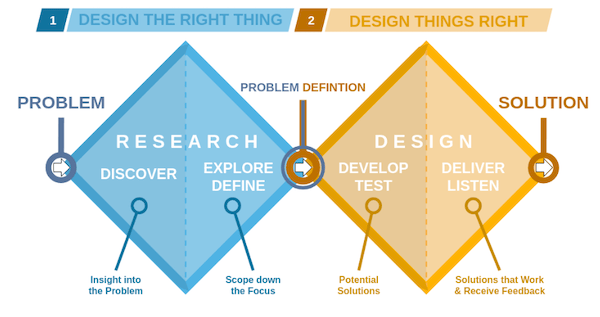 1 DESIGN THE RIGHT THING
2 DESIGN THINGS RIGHT
PROBLEM
PROBLEM DEFINTION
SOLUTION
RESEARCH
DISCOVER
EXPLORE
DEFINE
DESIGN
DEVELOP
TEST
DELIVER
LISTEN
Insight into
the Problem
Scope down
the Focus
Potential
Solutions
Solutions that Work
& Receive Feedback